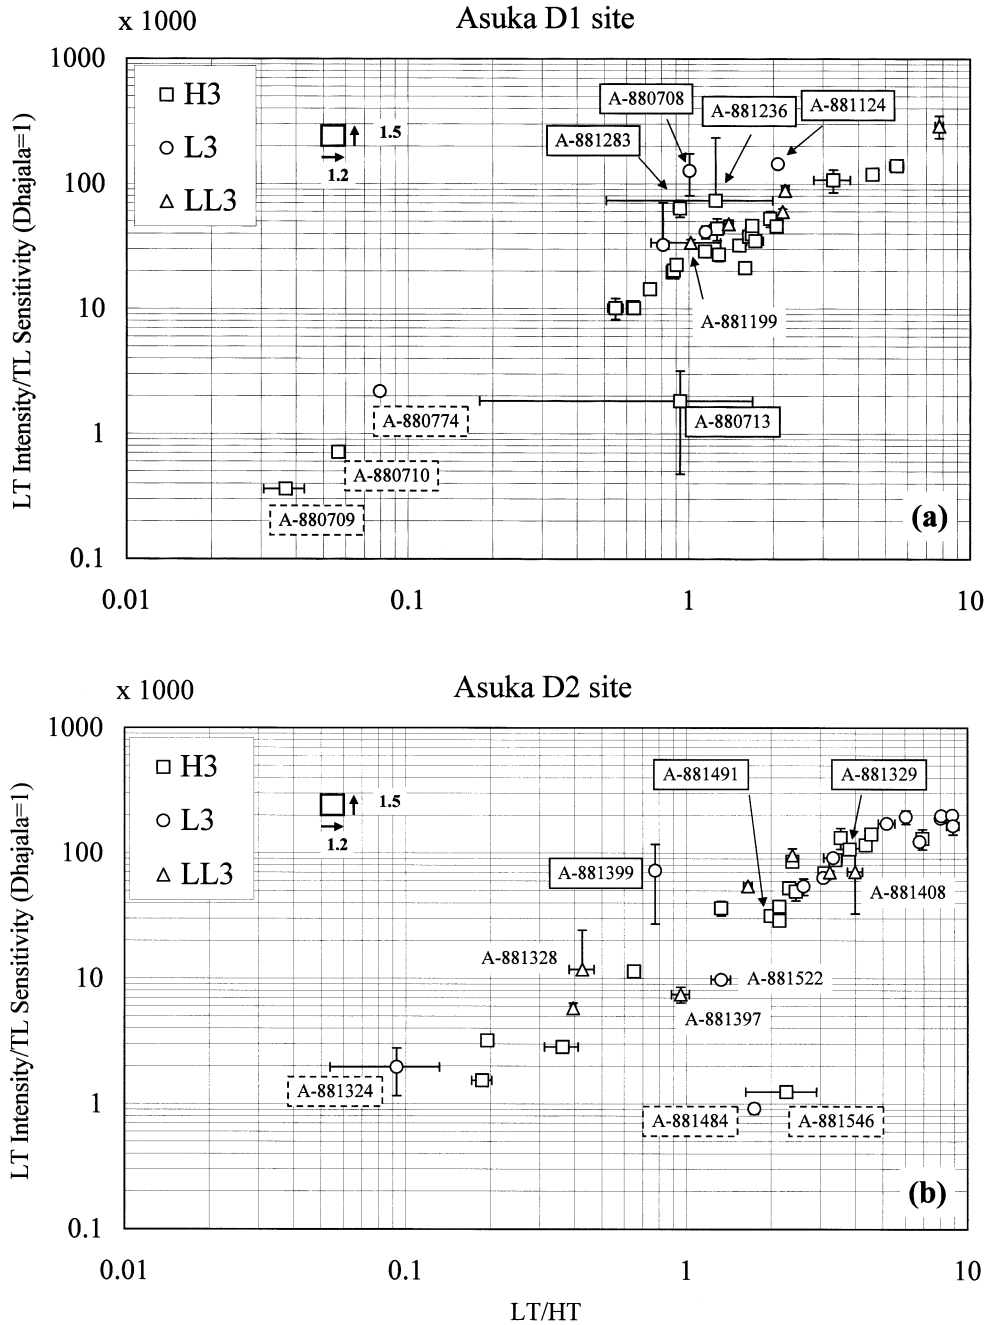 x 1000 Asuka D1 site
LT Intensity/TL Sensitivity (Dhajala=1)
1000
100
10
1
0.1
H3
L3
LL3
1.5
1.2
A-880708
A-881236
A-881124
A-881283
A-881199
A-880774
A-880713
A-880710
A-880709
(a)
0.01 0.1 1 10
x 1000 Asuka D2 site
LT Intensity/TL Sensitivity (Dhajala=1)
1000
100
10
1
0.1
H3
L3
LL3
1.5
1.2
A-881491 A-881329
A-881399
A-881408
A-881328
A-881522
A-881397
A-881324
A-881484 A-881546
(b)
0.01 0.1 1 10
LT/HT